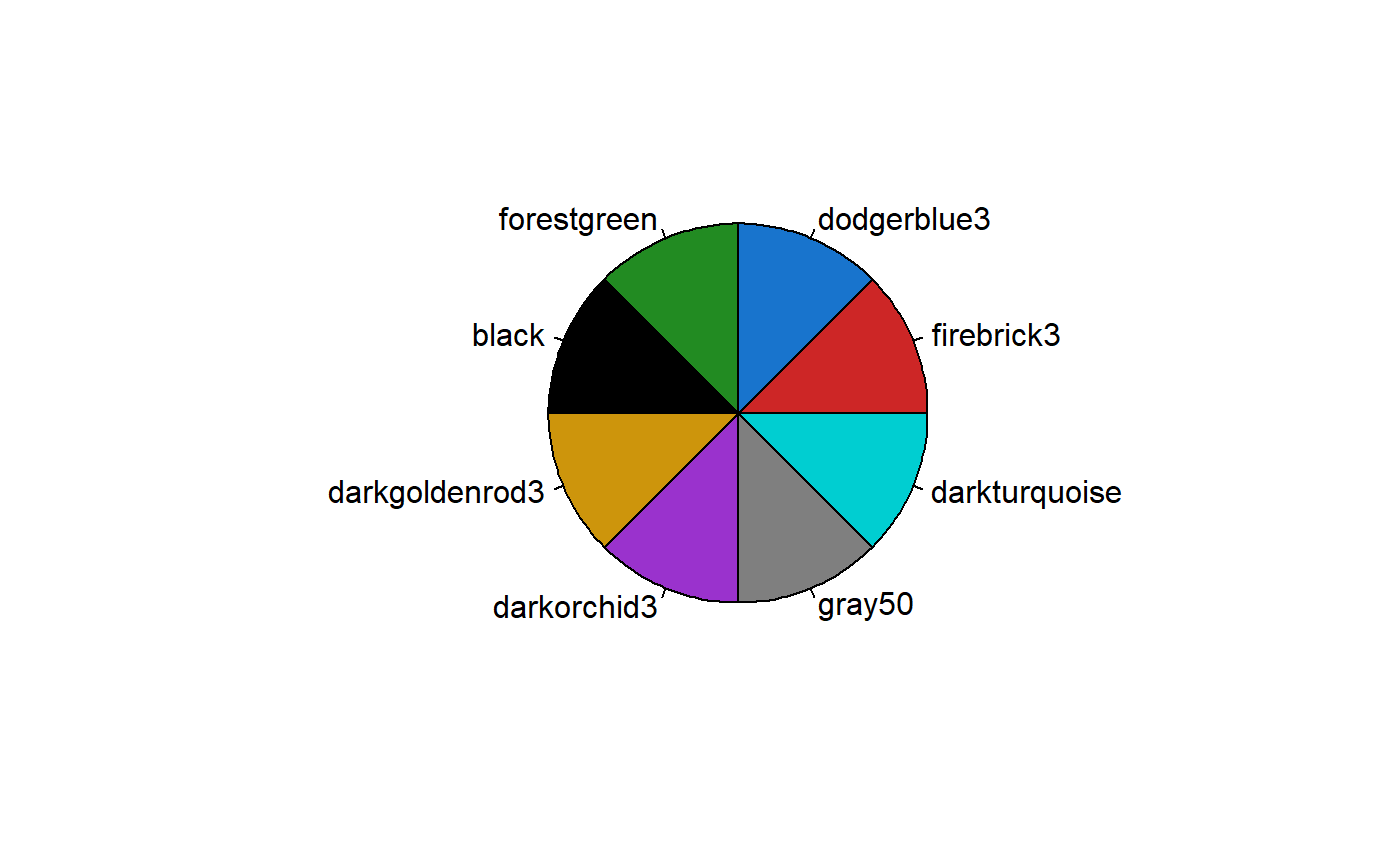 forestgreen
dodgerblue3
black
firebrick3
darkgoldenrod3
darkturquoise
darkorchid3
gray50